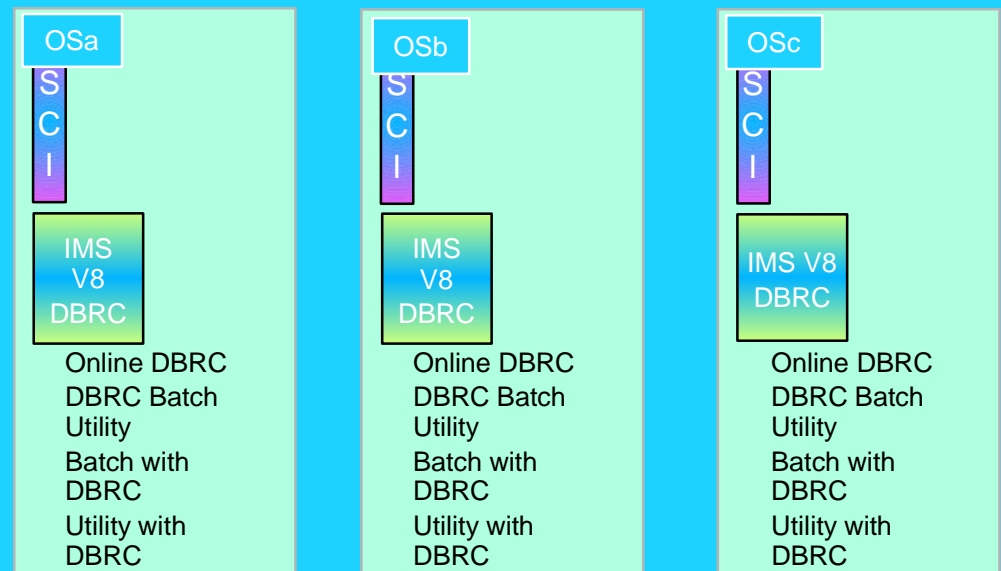 OSa
S
C
I
IMS
V8
DBRC
Online DBRC
DBRC Batch
Utility
Batch with
DBRC
Utility with
DBRC
OSb
S
C
I
IMS
V8
DBRC
Online DBRC
DBRC Batch
Utility
Batch with
DBRC
Utility with
DBRC
OSc
S
C
I
IMS V8
DBRC
Online DBRC
DBRC Batch
Utility
Batch with
DBRC
Utility with
DBRC